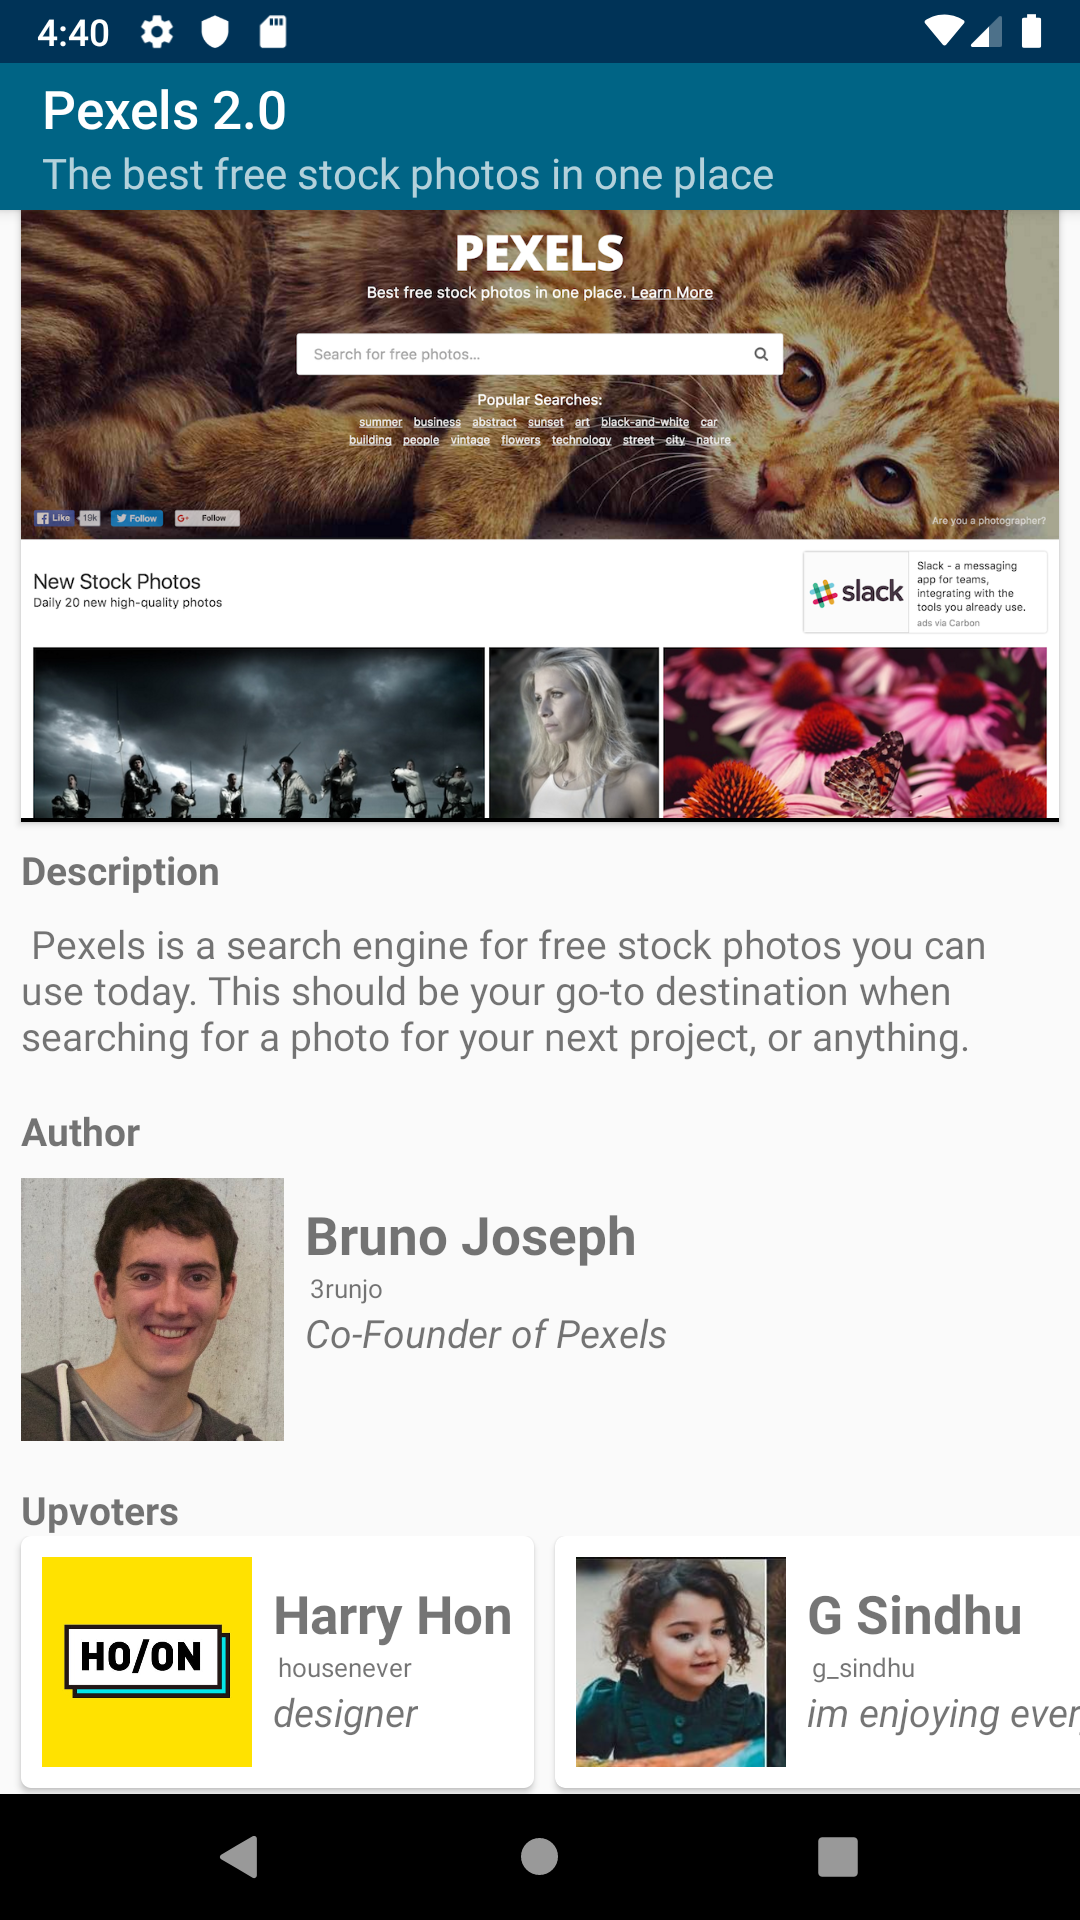 4:40
Pexels 2.0
The best free stock photos in one place
PEXELS
Best free stock photos in one place. Learn More
Search for free photos...
Popular Searches:
summer business abstract sunset art black-and-white car
building people vintage flowers technology street city nature
Like 19k Follow G+ Follow
Are you a photographer?
New Stock Photos
Daily 20 new high-quality photos
slack
Slack - a messaging
app for teams,
integrating with the
tools you already use.
ads via Carbon
Description
Pexels is a search engine for free stock photos you can
use today. This should be your go-to destination when
searching for a photo for your next project, or anything.
Author
Bruno Joseph
3runjo
Co-Founder of Pexels
Upvoters
HO/ON
Harry Hon
housenever
designer
G Sindhu
g_sindhu
im enjoying ever